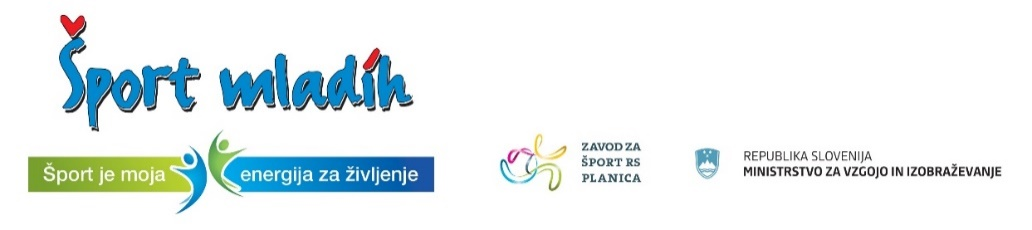 Šport mladih
Šport je moja energija za življenje
ZAVOD ZA
ŠPORT RS
PLANICA
REPUBLIKA SLOVENIJA
MINISTRSTVO ZA VZGOJO IN IZOBRAŽEVANJE